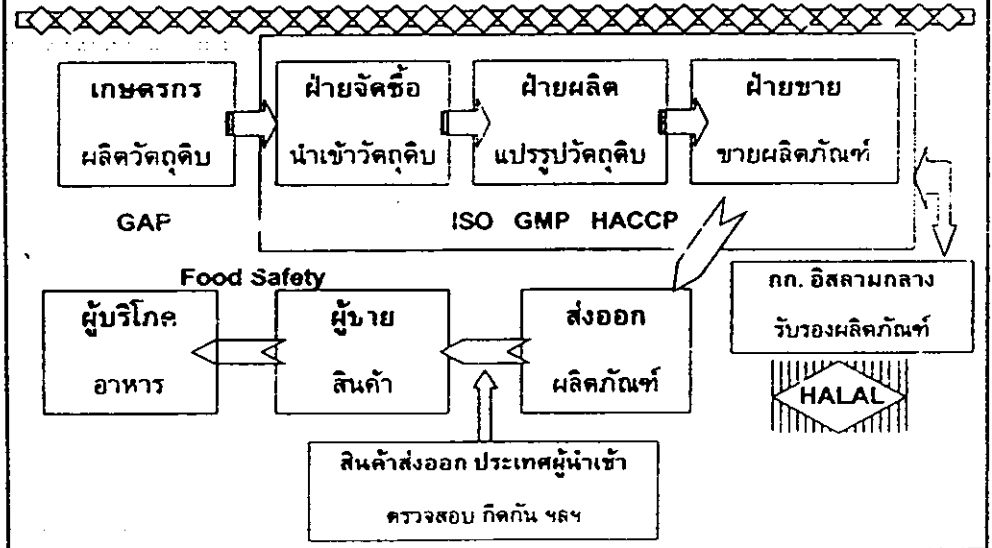 เกษตรกร
ผลิตวัตถุดิบ
ฝ่ายจัดซื้อ
นำเข้าวัตถุดิบ
ฝ่ายผลิต
แปรรูปวัตถุดิบ
ฝ่ายขาย
ขายผลิตภัณฑ์
GAP
ISO GMP HACCP
กก. อิสลามกลาง
รับรองผลิตภัณฑ์
HALAL
Food Safety
ส่งออก
ผลิตภัณฑ์
ผู้ขาย
สินค้า
ผู้บริโภค
อาหาร
สินค้าส่งออก ประเทศผู้นำเข้า
ตรวจสอบ กีดกัน ฯลฯ